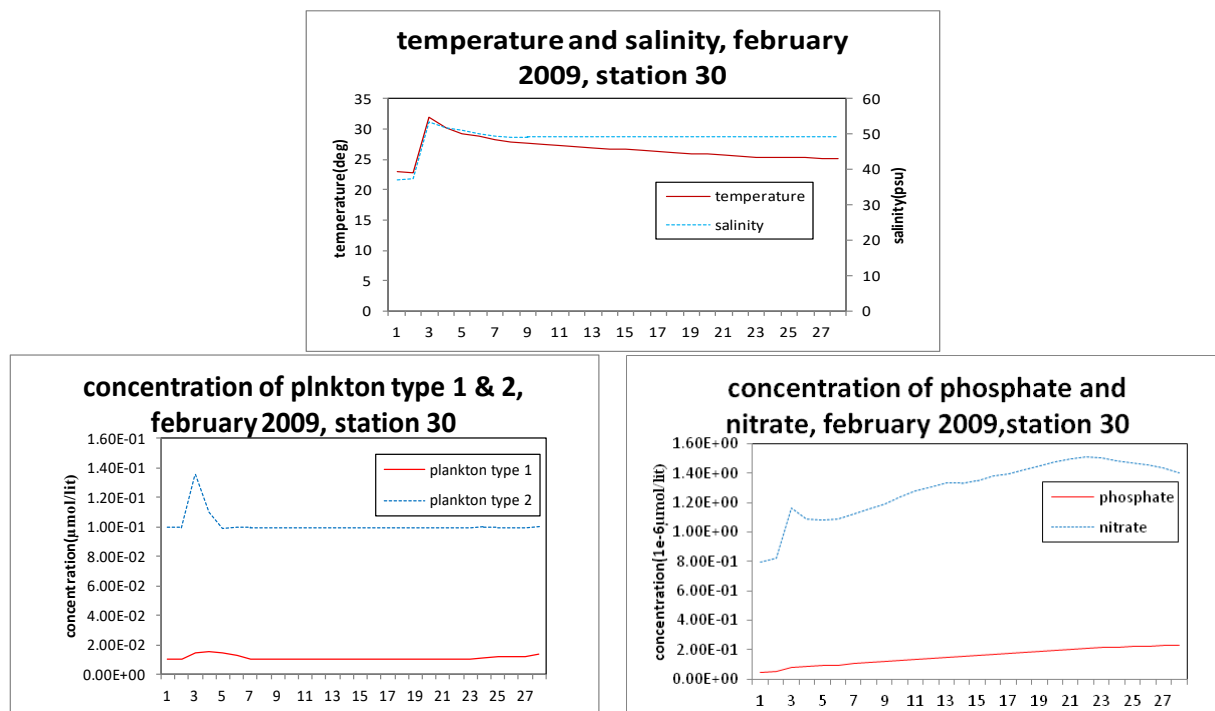 temperature and salinity, february
2009, station 30
temperature(deg)
35
30
25
20
15
10
5
0
60
50
40
30
20
10
0
salinity(psu)
temperature
salinity
1 3 5 7 9 11 13 15 17 19 21 23 25 27
concentration of plnkton type 1 & 2,
february 2009, station 30
concentration(µmol/lit)
1.60E-01
1.40E-01
1.20E-01
1.00E-01
8.00E-02
6.00E-02
4.00E-02
2.00E-02
0.00E+00
plankton type 1
plankton type 2
1 3 5 7 9 11 13 15 17 19 21 23 25 27
concentration of phosphate and
nitrate, february 2009,station 30
concentration(1e-6µmol/lit)
1.60E+00
1.40E+00
1.20E+00
1.00E+00
8.00E-01
6.00E-01
4.00E-01
2.00E-01
0.00E+00
phosphate
nitrate
1 3 5 7 9 11 13 15 17 19 21 23 25 27